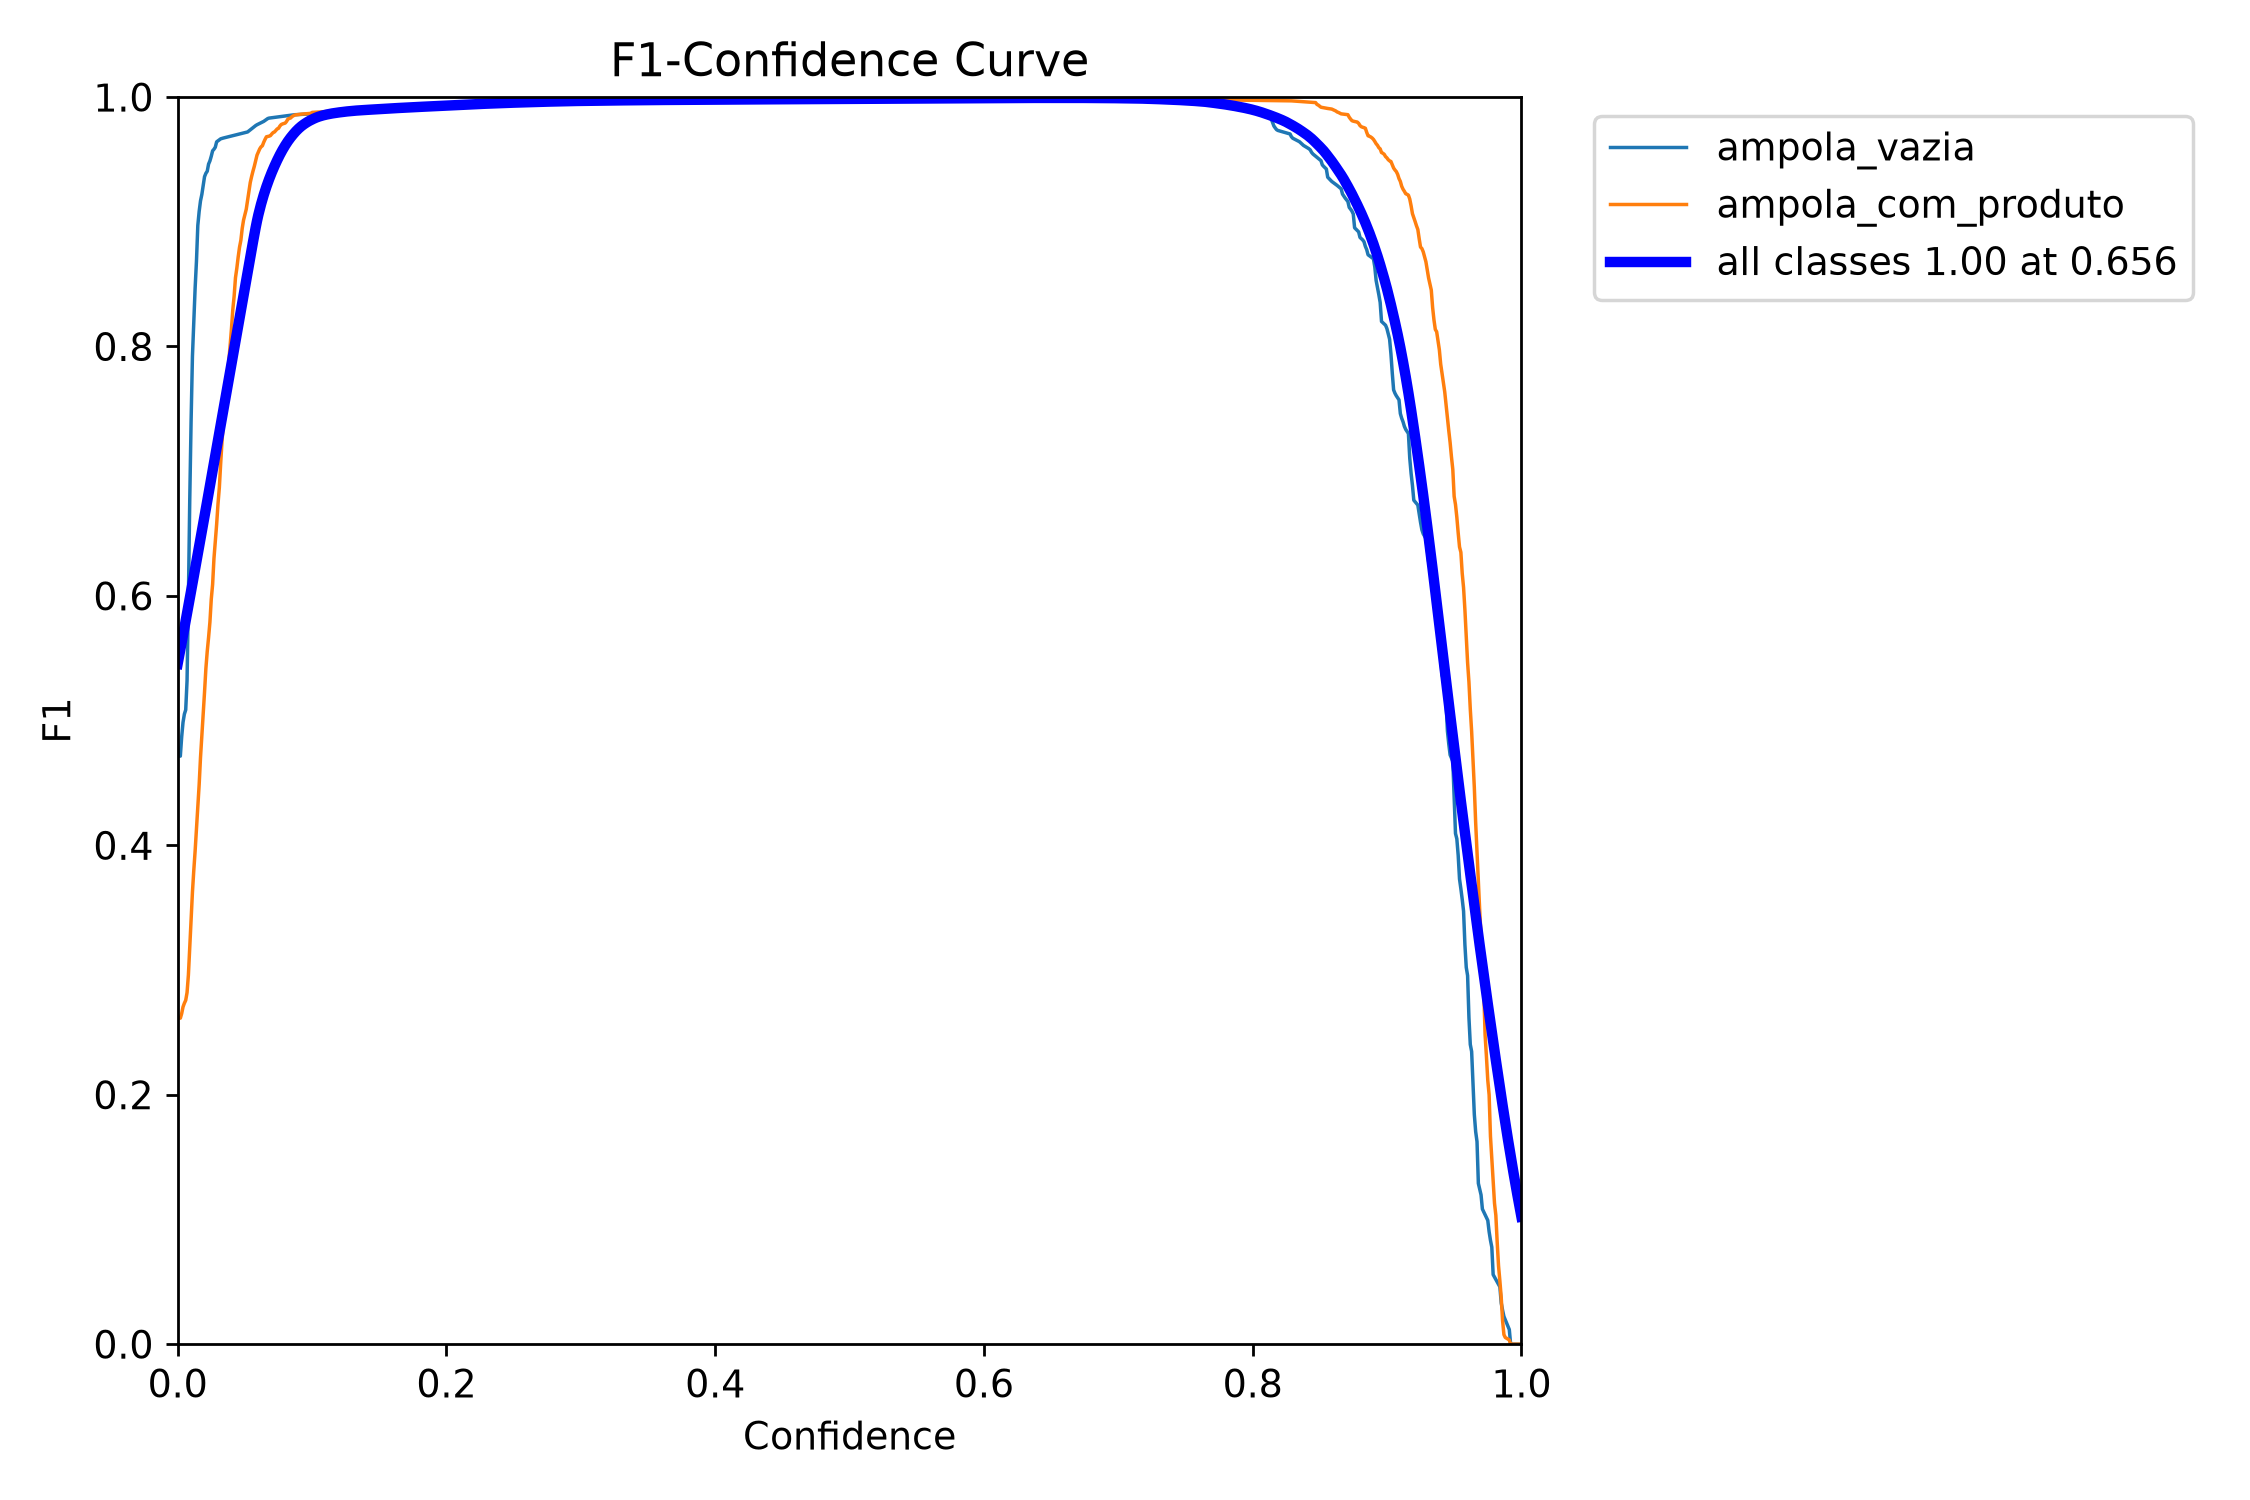 F1-Confidence Curve
1.0
0.8
0.6
0.4
0.2
0.0
F1
0.0 0.2 0.4 0.6 0.8 1.0
Confidence
ampola_vazia
ampola_com_produto
all classes 1.00 at 0.656